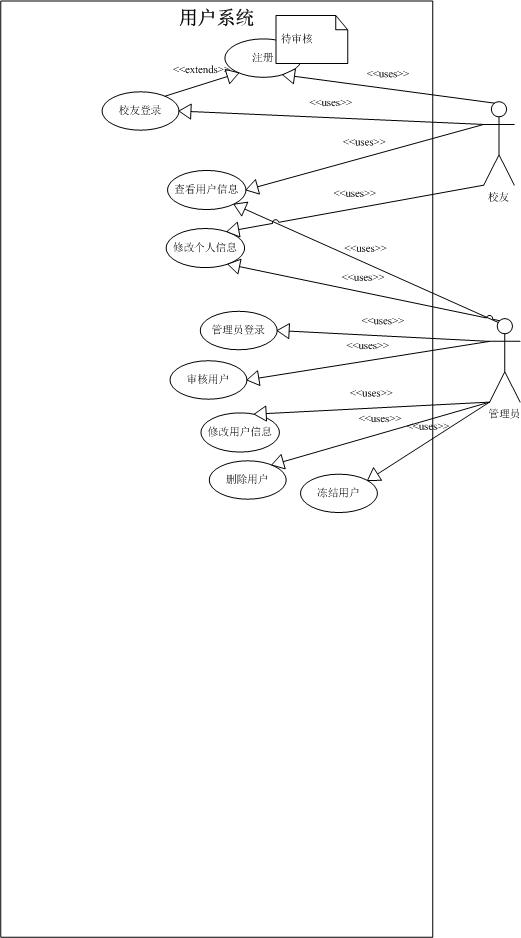 用户系统
待审核
注册
<<extends>>
<<uses>>
校友登录
<<uses>>
<<uses>>
查看用户信息
<<uses>>
校友
修改个人信息
<<uses>>
<<uses>>
管理员登录
<<uses>>
<<uses>>
审核用户
<<uses>>
管理员
修改用户信息
<<uses>>
<<uses>>
删除用户
冻结用户